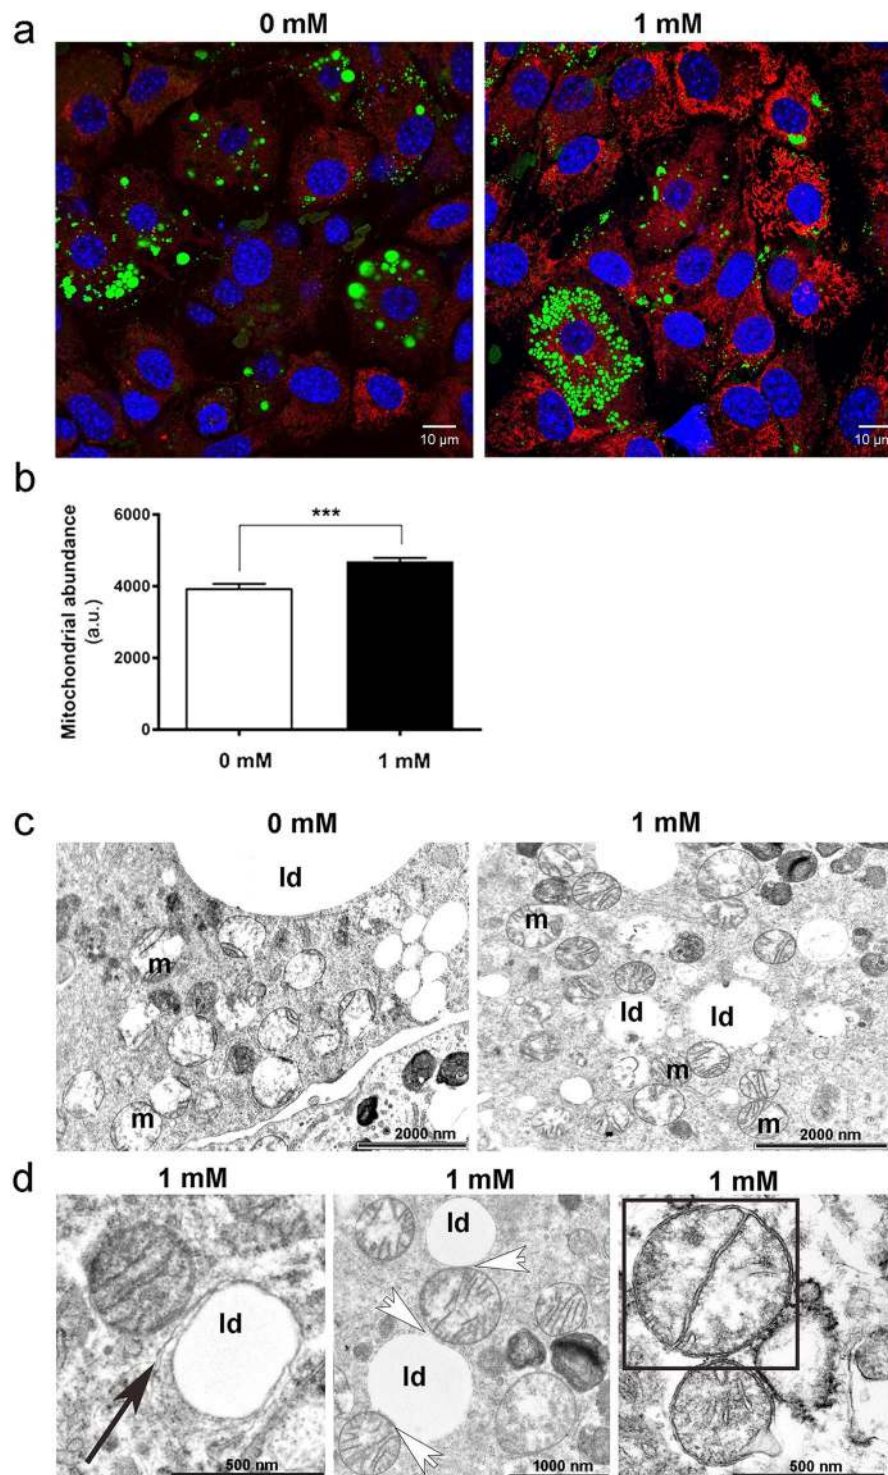 a
0 mM
1 mM
10 µm
10 µm
b
Mitochondrial abundance
(a.u.)
6000
4000
2000
0
***
0 mM
1 mM
c
0 mM
1 mM
ld
m
m
2000 nm
m
ld
ld
m
m
2000 nm
d
1 mM
1 mM
1 mM
ld
500 nm
ld
ld
1000 nm
500 nm